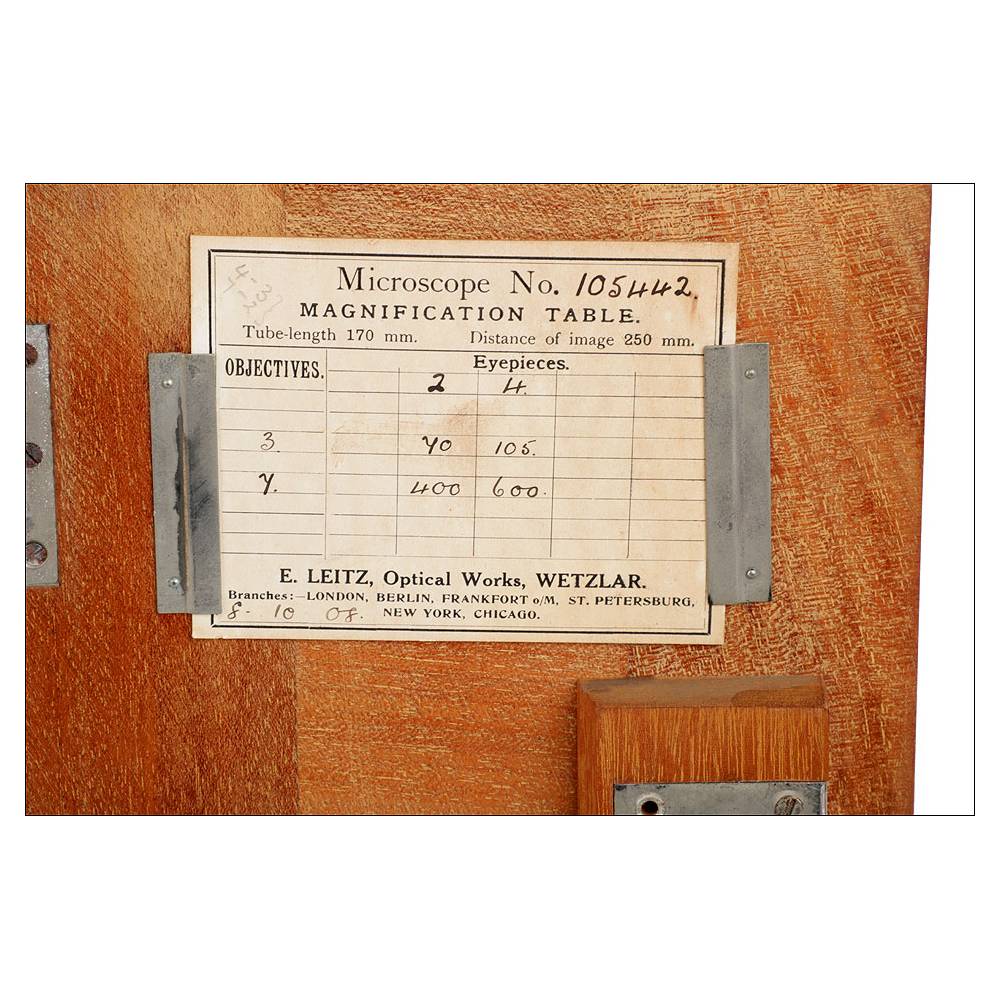 Microscope No. 105442.
MAGNIFICATION TABLE.
Tube-length 170 mm. Distance of image 250 mm.
OBJECTIVES. Eyepieces.
2 4.
3. 70 105.
7. 400 600.
E. LEITZ, Optical Works, WETZLAR.
Branches:—LONDON, BERLIN, FRANKFORT o/M, ST. PETERSBURG,
8- 10 08. NEW YORK, CHICAGO.